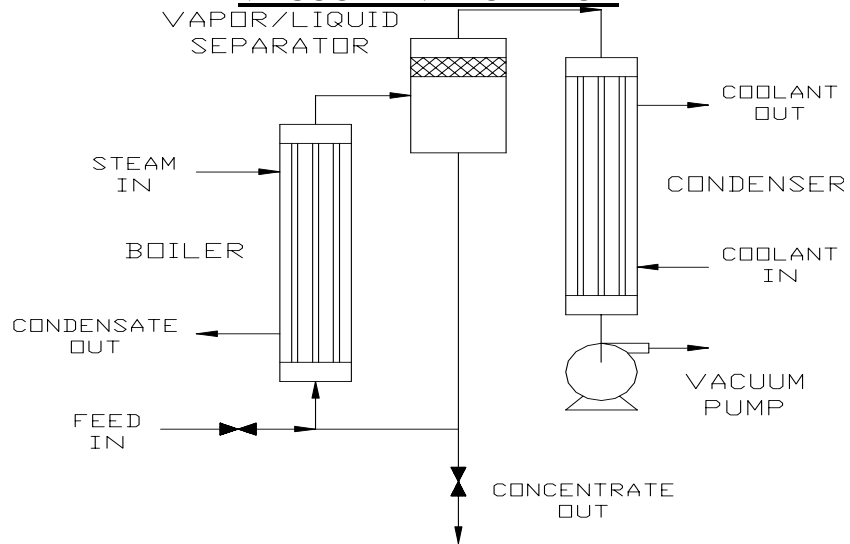 VAPOR/LIQUID
SEPARATOR
COOLANT
OUT
STEAM
IN
CONDENSER
BOILER
COOLANT
IN
CONDENSATE
OUT
VACUUM
PUMP
FEED
IN
CONCENTRATE
OUT